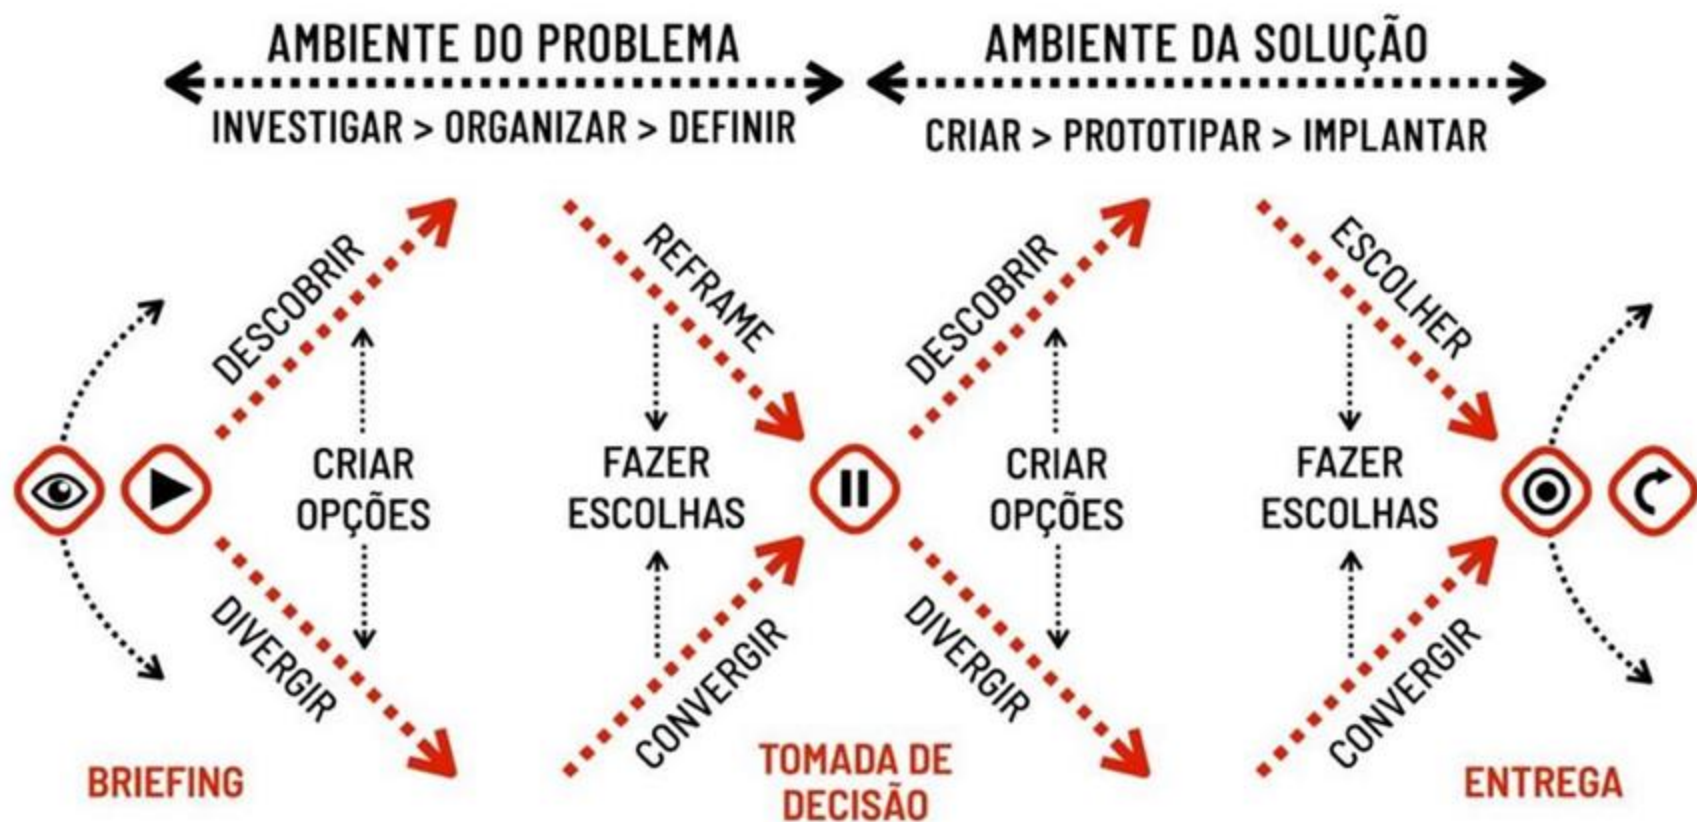 AMBIENTE DO PROBLEMA
INVESTIGAR > ORGANIZAR > DEFINIR
AMBIENTE DA SOLUÇÃO
CRIAR > PROTOTIPAR > IMPLANTAR
DESCOBRIR
REFRAME
DESCOBRIR
ESCOLHER
CRIAR
OPÇÕES
FAZER
ESCOLHAS
CRIAR
OPÇÕES
FAZER
ESCOLHAS
DIVERGIR
CONVERGIR
DIVERGIR
CONVERGIR
BRIEFING
TOMADA DE
DECISÃO
ENTREGA